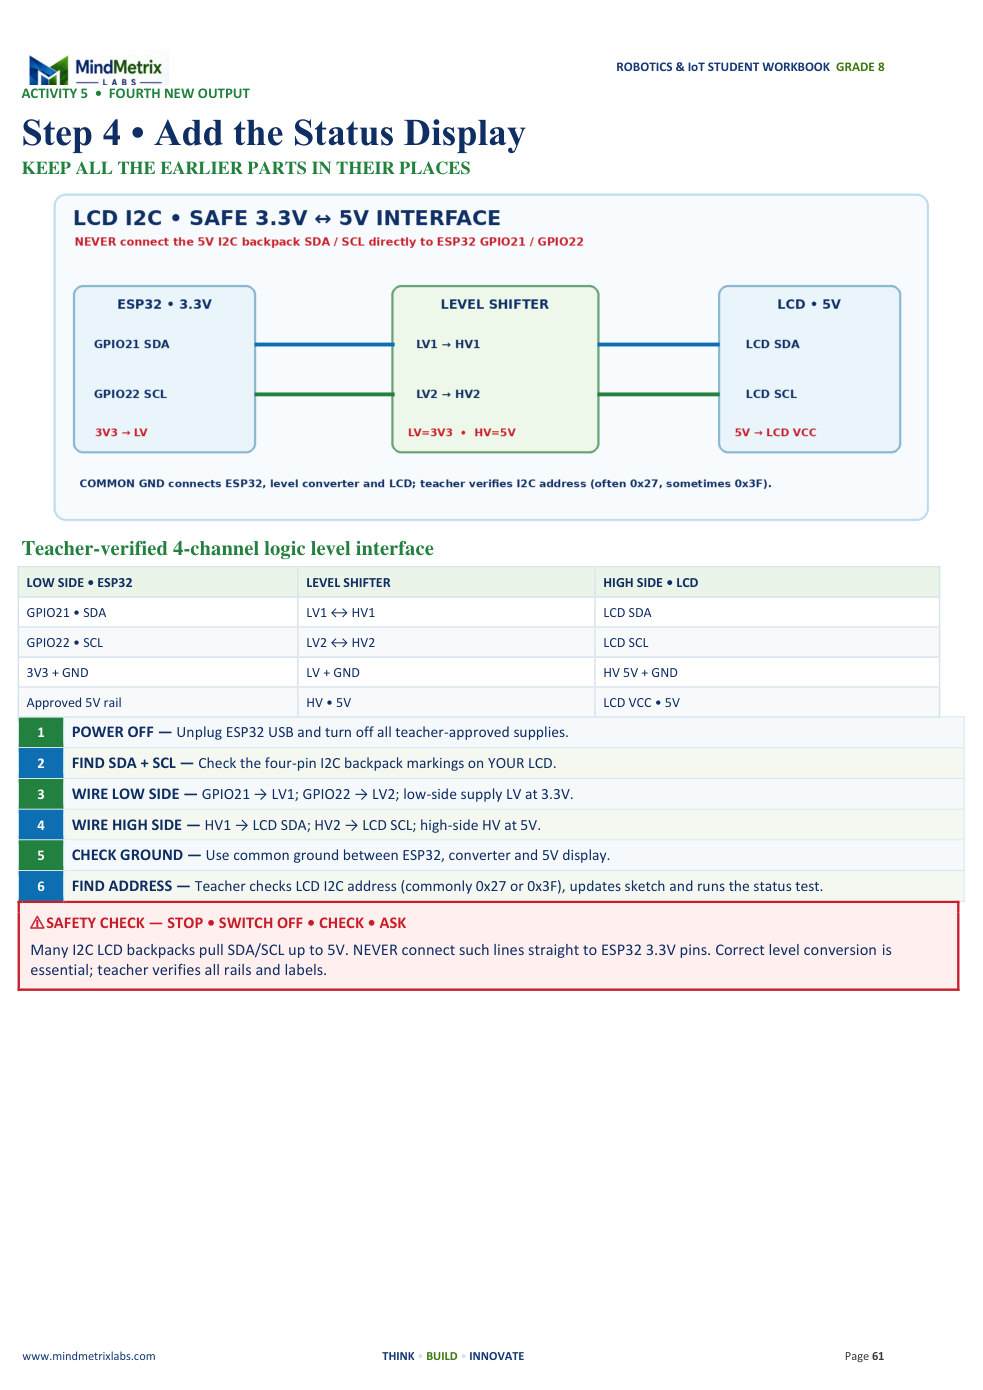 MindMetrix
LABS
ROBOTICS & IoT STUDENT WORKBOOK GRADE 8
ACTIVITY 5 • FOURTH NEW OUTPUT
Step 4 • Add the Status Display
KEEP ALL THE EARLIER PARTS IN THEIR PLACES
LCD I2C • SAFE 3.3V ↔ 5V INTERFACE
NEVER connect the 5V I2C backpack SDA / SCL directly to ESP32 GPIO21 / GPIO22
ESP32 • 3.3V
GPIO21 SDA
GPIO22 SCL
3V3 → LV
LEVEL SHIFTER
LV1 → HV1
LV2 → HV2
LV=3V3 • HV=5V
LCD • 5V
LCD SDA
LCD SCL
5V → LCD VCC
COMMON GND connects ESP32, level converter and LCD; teacher verifies I2C address (often 0x27, sometimes 0x3F).
Teacher-verified 4-channel logic level interface
LOW SIDE • ESP32 LEVEL SHIFTER HIGH SIDE • LCD
GPIO21 • SDA LV1 ↔ HV1 LCD SDA
GPIO22 • SCL LV2 ↔ HV2 LCD SCL
3V3 + GND LV + GND HV 5V + GND
Approved 5V rail HV • 5V LCD VCC • 5V
1 POWER OFF — Unplug ESP32 USB and turn off all teacher-approved supplies.
2 FIND SDA + SCL — Check the four-pin I2C backpack markings on YOUR LCD.
3 WIRE LOW SIDE — GPIO21 → LV1; GPIO22 → LV2; low-side supply LV at 3.3V.
4 WIRE HIGH SIDE — HV1 → LCD SDA; HV2 → LCD SCL; high-side HV at 5V.
5 CHECK GROUND — Use common ground between ESP32, converter and 5V display.
6 FIND ADDRESS — Teacher checks LCD I2C address (commonly 0x27 or 0x3F), updates sketch and runs the status test.
⚠SAFETY CHECK — STOP • SWITCH OFF • CHECK • ASK
Many I2C LCD backpacks pull SDA/SCL up to 5V. NEVER connect such lines straight to ESP32 3.3V pins. Correct level conversion is
essential; teacher verifies all rails and labels.
www.mindmetrixlabs.com THINK • BUILD • INNOVATE Page 61